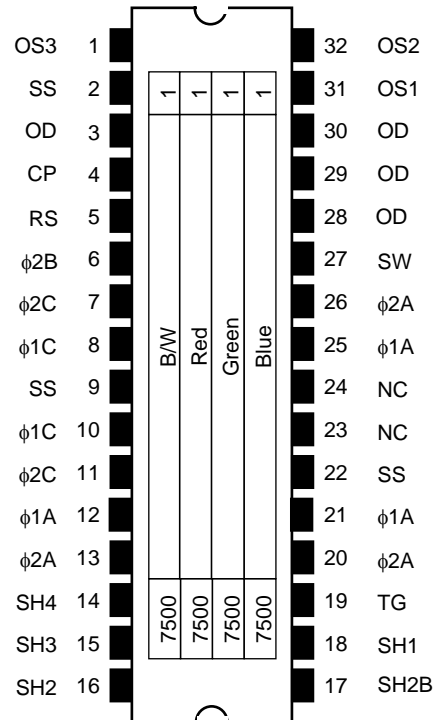 OS3 1 32 OS2
SS 2 31 OS1
1 1 1 1
OD 3 30 OD
CP 4 29 OD
RS 5 28 OD
ϕ2B 6 27 SW
ϕ2C 7 26 ϕ2A
ϕ1C 8 25 ϕ1A
B/W Red Green Blue
SS 9 24 NC
ϕ1C 10 23 NC
ϕ2C 11 22 SS
ϕ1A 12 21 ϕ1A
ϕ2A 13 20 ϕ2A
SH4 14 19 TG
7500 7500 7500 7500
SH3 15 18 SH1
SH2 16 17 SH2B